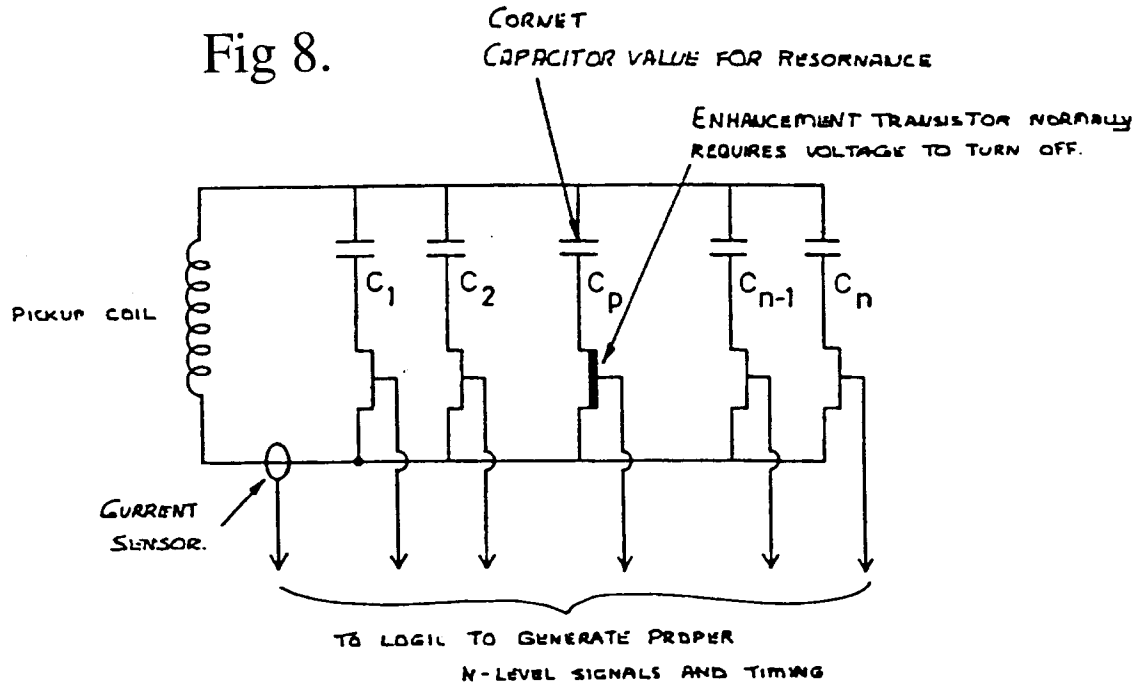 Fig 8.
CORNET
CAPACITOR VALUE FOR RESORNANCE
ENHANCEMENT TRANSISTOR NORMALLY
REQUIRES VOLTAGE TO TURN OFF.
PICKUP COIL
C1
C2
Cp
Cn-1
Cn
GURRENT
SENSOR.
TO LOGIL TO GENERATE PROPER
N-LEVEL SIGNALS AND TIMING